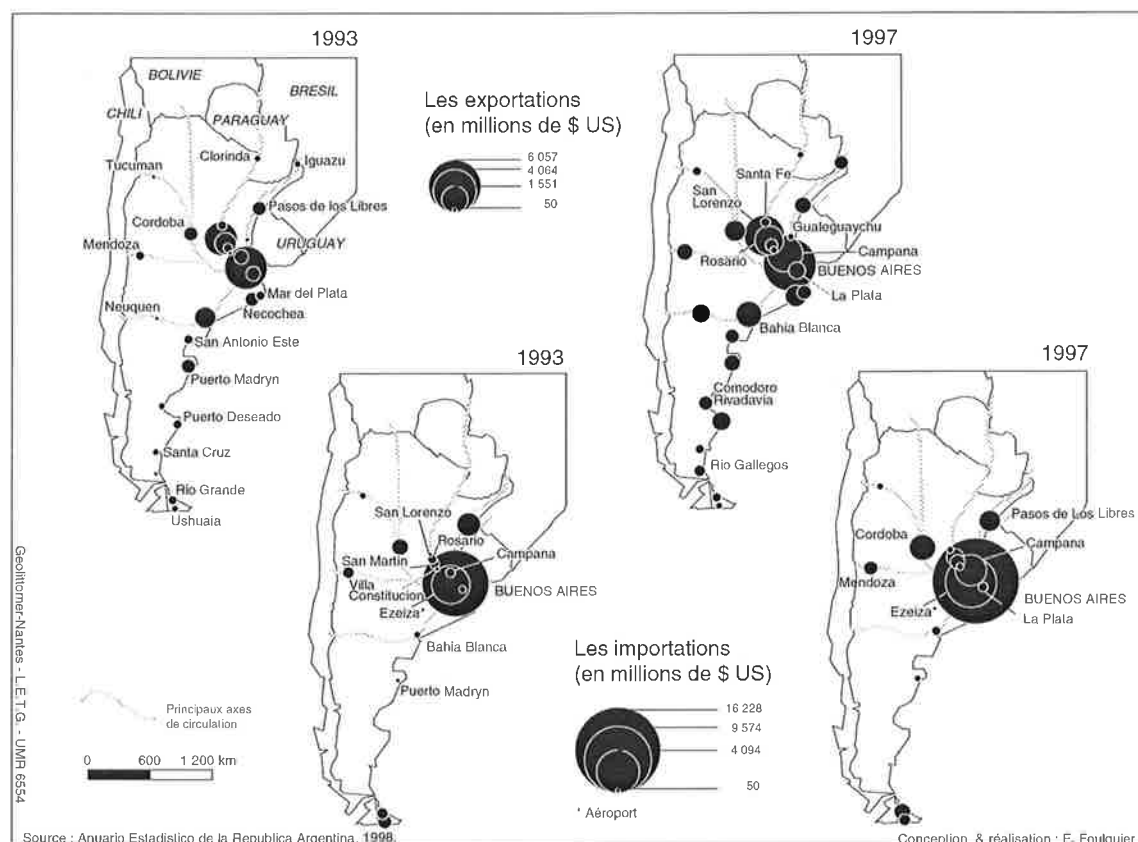 1993
BOLIVIE
BRESIL
CHILI
PARAGUAY
Clorinda
Iguazu
Tucuman
Pasos de los Libres
Cordoba
URUGUAY
Mendoza
Mar del Plata
Neuquen
Necochea
San Antonio Este
Puerto Madryn
Puerto Deseado
Santa Cruz
Rio Grande
Ushuaia
Les exportations
(en millions de $ US)
6 057
4 064
1 551
50
1997
Santa Fe
San
Lorenzo
Gualeguaychu
Rosario
Campana
BUENOS AIRES
La Plata
Bahia Blanca
Comodoro
Rivadavia
Rio Gallegos
1993
San Lorenzo
Rosario
San Martin
Campana
Villa
Constitucion
BUENOS AIRES
Ezeiza*
Bahia Blanca
Puerto Madryn
1997
Pasos de Los Libres
Cordoba
Campana
Mendoza
BUENOS AIRES
Ezeiza*
La Plata
Les importations
(en millions de $ US)
16 228
9 574
4 094
50
* Aéroport
Principaux axes
de circulation
0 600 1 200 km
Geolittomer-Nantes - L.E.T.G. - UMR 6554
Source : Anuario Estadistico de la Republica Argentina, 1998.
Conception & réalisation : E. Foulquier